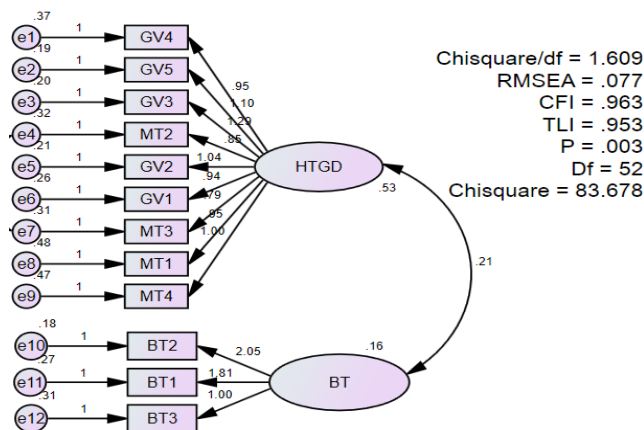 .37
e1 1 GV4
.19
e2 1 GV5
.20
e3 1 GV3
.32
e4 1 MT2
.21
e5 1 GV2
.26
e6 1 GV1
.31
e7 1 MT3
.48
e8 1 MT1
.47
e9 1 MT4
.95
1.10
1.29
.85
1.04
.94
.79
.95
1.00
HTGD
.53
Chisquare/df = 1.609
RMSEA = .077
CFI = .963
TLI = .953
P = .003
Df = 52
Chisquare = 83.678
.21
.18
e10 1 BT2
.27
e11 1 BT1
.31
e12 1 BT3
2.05
1.81
1.00
.16
BT